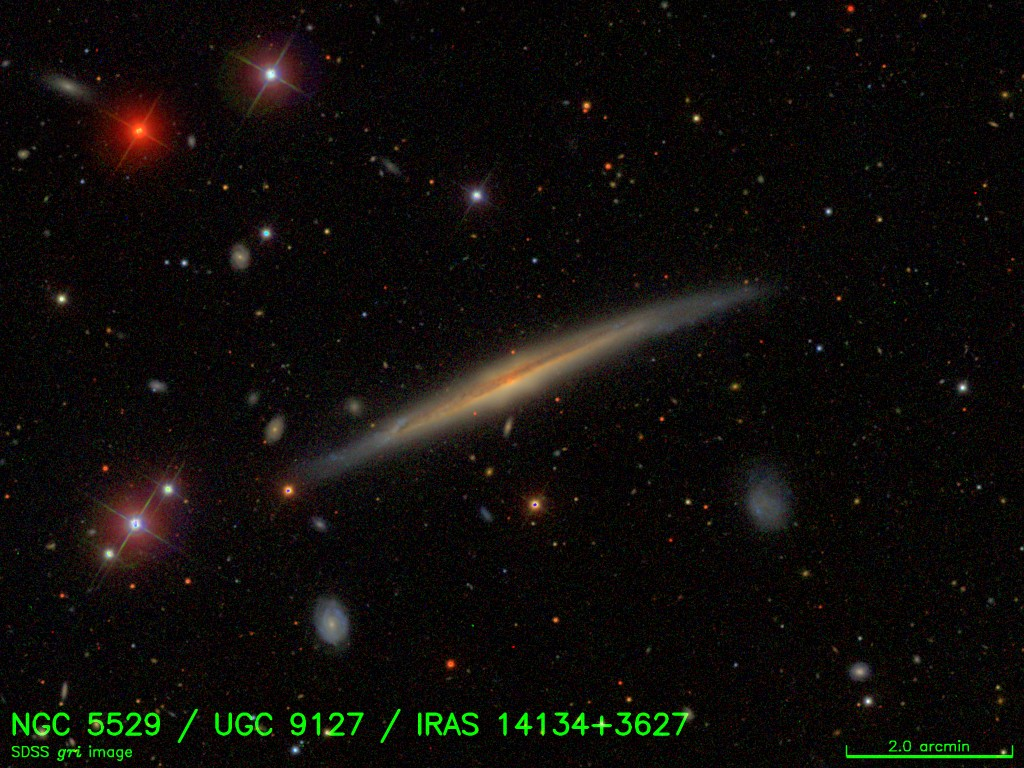 NGC 5529 / UGC 9127 / IRAS 14134+3627
SDSS gri image
2.0 arcmin